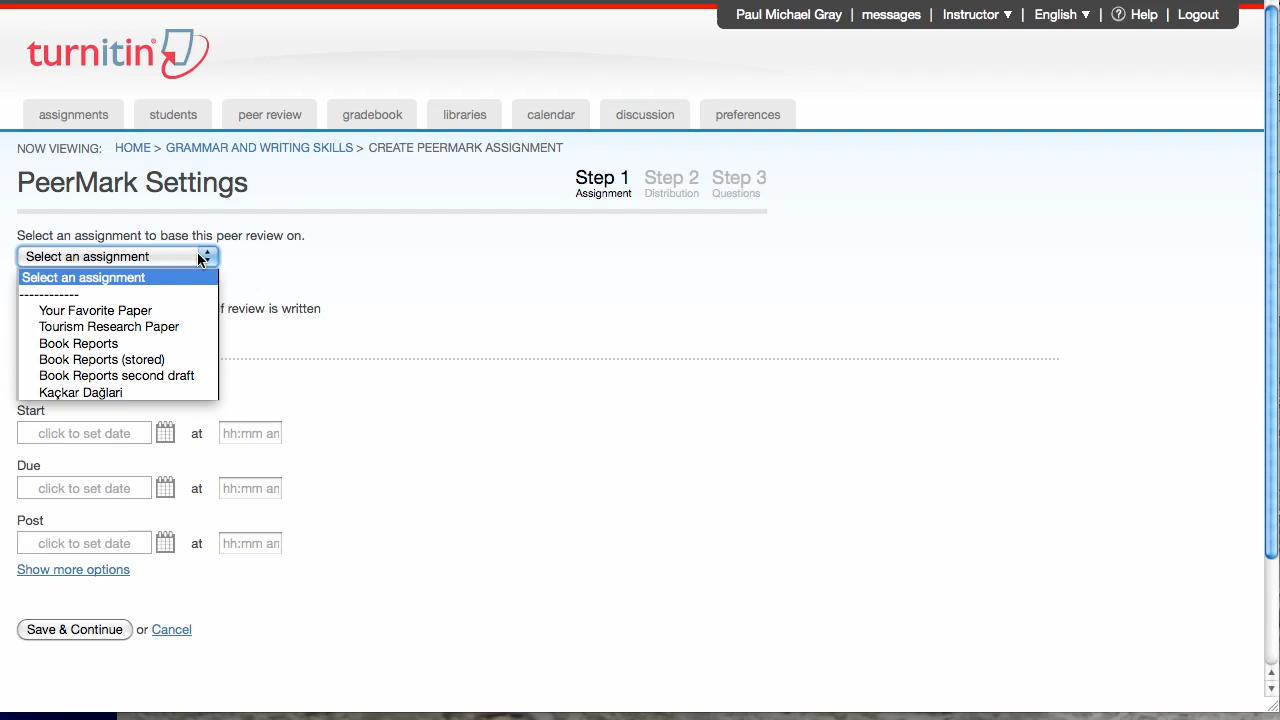 Paul Michael Gray | messages | Instructor ▼ | English ▼ | ? Help | Logout
turnitin
assignments students peer review gradebook libraries calendar discussion preferences
NOW VIEWING: HOME > GRAMMAR AND WRITING SKILLS > CREATE PEERMARK ASSIGNMENT
PeerMark Settings
Step 1 Step 2 Step 3
Assignment Distribution Questions
Select an assignment to base this peer review on.
Select an assignment
Select an assignment
------------
Your Favorite Paper
f review is written
Tourism Research Paper
Book Reports
Book Reports (stored)
Book Reports second draft
Kaçkar Dağlari
Start
click to set date at hh:mm an
Due
click to set date at hh:mm an
Post
click to set date at hh:mm an
Show more options
Save & Continue or Cancel